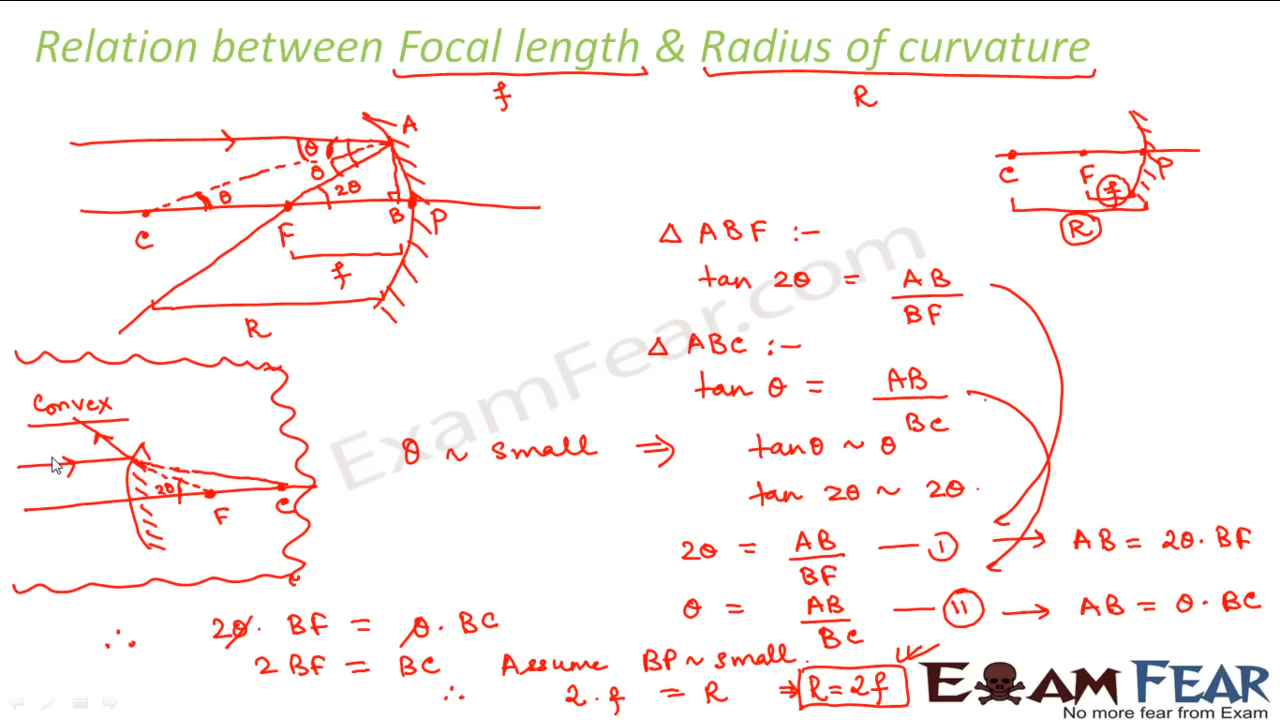 Relation between Focal length & Radius of curvature
f
R
A
θ
θ
2θ
θ
C
F
B
P
f
R
C
F
P
f
R
Δ ABF :-
tan 2θ = AB / BF
Δ ABC :-
tan θ = AB / BC
Convex
2θ
F
C
θ ~ small ⇒ tanθ ~ θ
tan 2θ ~ 2θ.
2θ = AB / BF — I → AB = 2θ. BF
θ = AB / BC — II → AB = θ. BC
∴ 2θ. BF = θ. BC
2 BF = BC Assume BP ~ small.
∴ 2.f = R ⇒ R = 2f
ExamFear.com
EXAM FEAR
No more fear from Exam